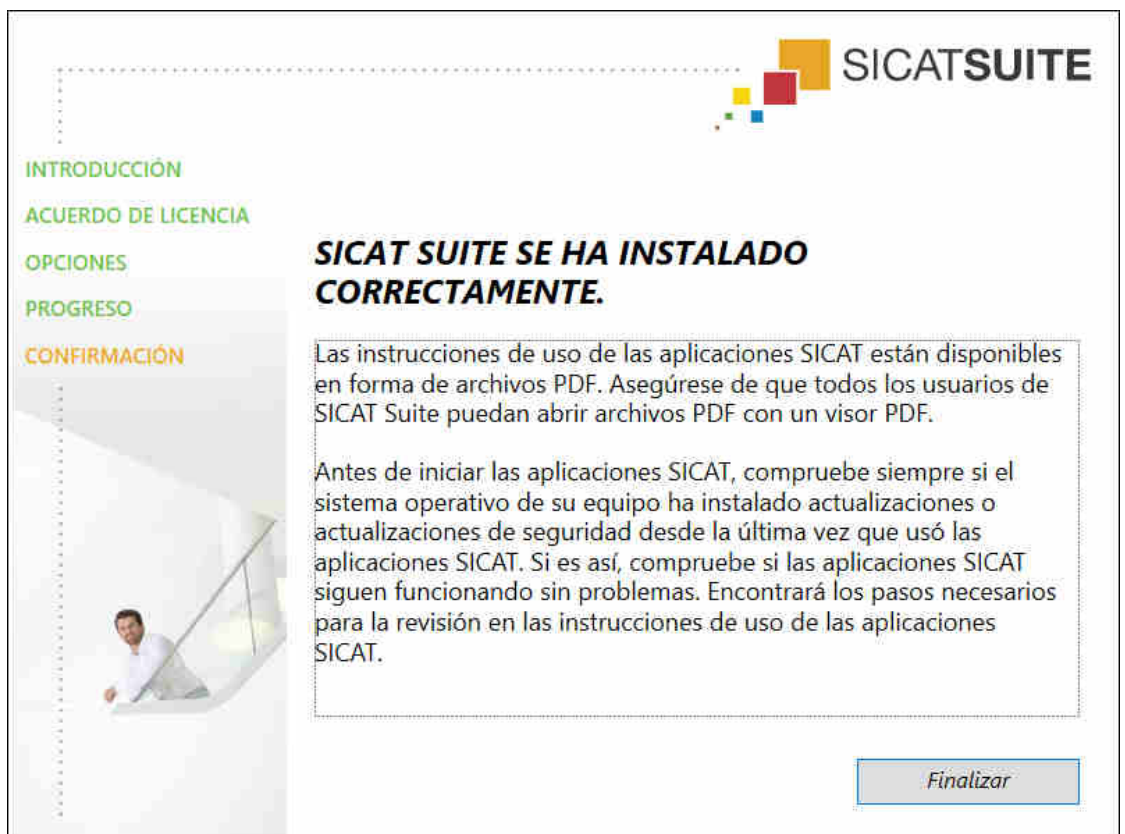 SICATSUITE
INTRODUCCIÓN
ACUERDO DE LICENCIA
OPCIONES
PROGRESO
CONFIRMACIÓN
SICAT SUITE SE HA INSTALADO
CORRECTAMENTE.
Las instrucciones de uso de las aplicaciones SICAT están disponibles
en forma de archivos PDF. Asegúrese de que todos los usuarios de
SICAT Suite puedan abrir archivos PDF con un visor PDF.
Antes de iniciar las aplicaciones SICAT, compruebe siempre si el
sistema operativo de su equipo ha instalado actualizaciones o
actualizaciones de seguridad desde la última vez que usó las
aplicaciones SICAT. Si es así, compruebe si las aplicaciones SICAT
siguen funcionando sin problemas. Encontrará los pasos necesarios
para la revisión en las instrucciones de uso de las aplicaciones
SICAT.
Finalizar